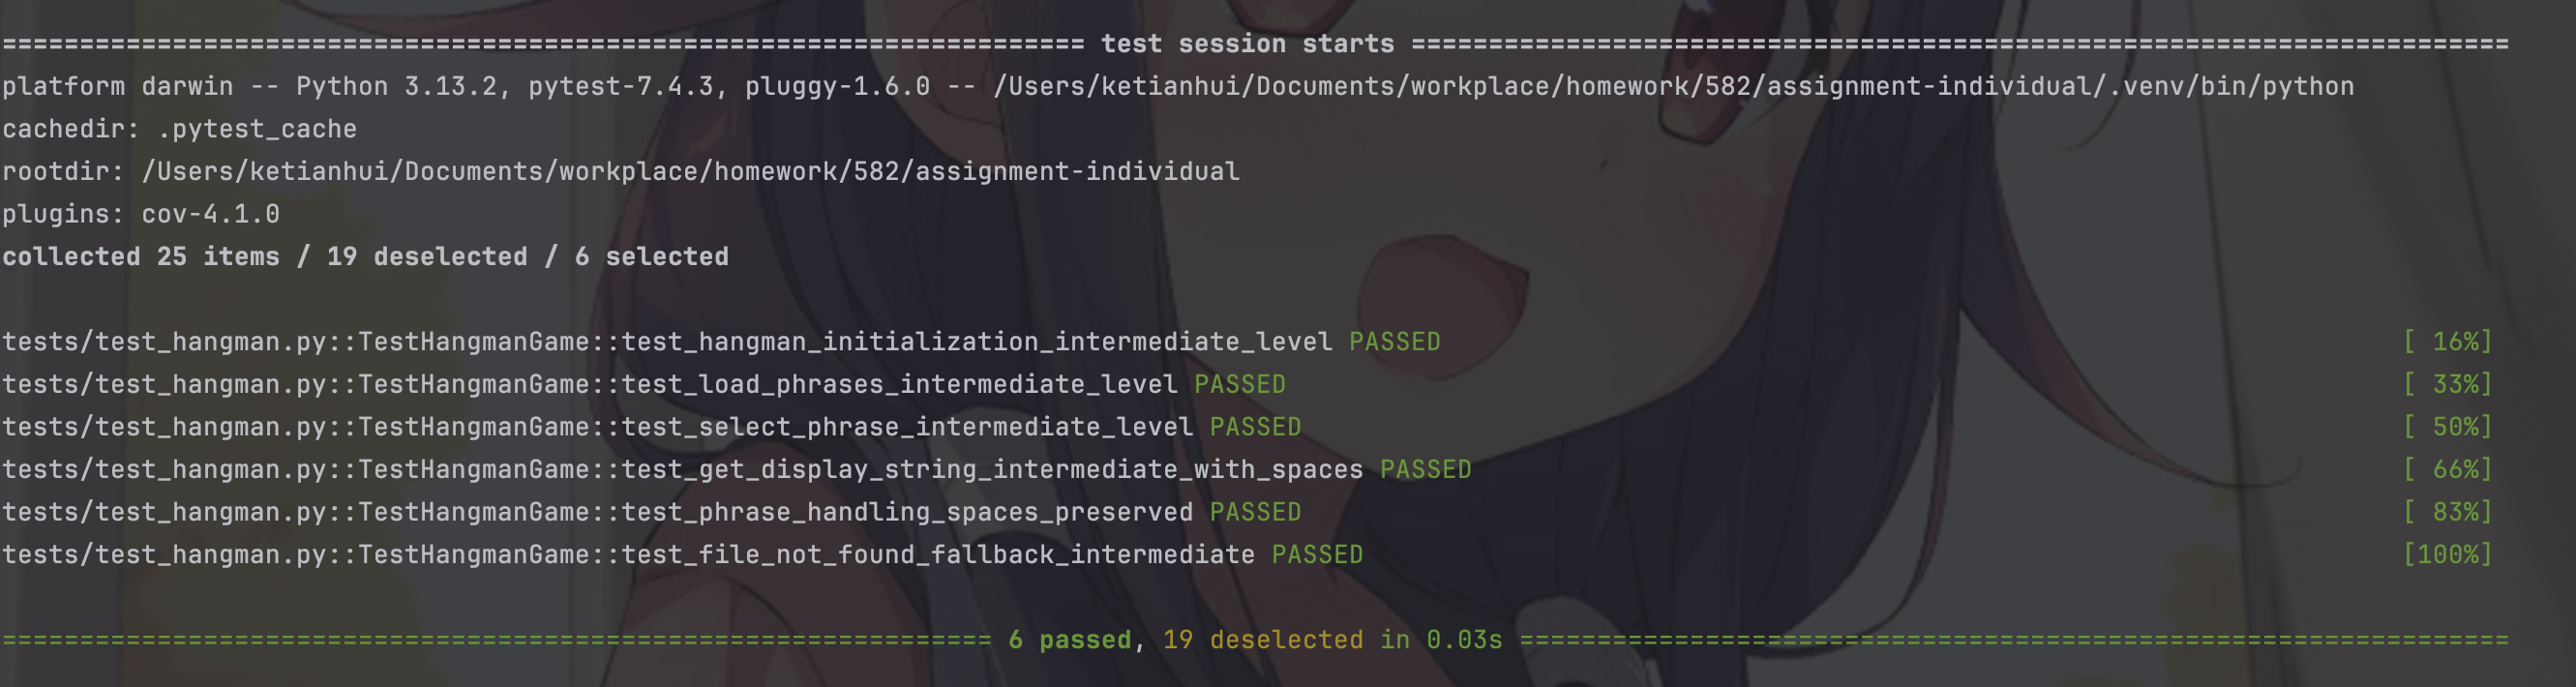 ============================================================================ test session starts ============================================================================
platform darwin -- Python 3.13.2, pytest-7.4.3, pluggy-1.6.0 -- /Users/ketianhui/Documents/workplace/homework/582/assignment-individual/.venv/bin/python
cachedir: .pytest_cache
rootdir: /Users/ketianhui/Documents/workplace/homework/582/assignment-individual
plugins: cov-4.1.0
collected 25 items / 19 deselected / 6 selected
tests/test_hangman.py::TestHangmanGame::test_hangman_initialization_intermediate_level PASSED [ 16%]
tests/test_hangman.py::TestHangmanGame::test_load_phrases_intermediate_level PASSED [ 33%]
tests/test_hangman.py::TestHangmanGame::test_select_phrase_intermediate_level PASSED [ 50%]
tests/test_hangman.py::TestHangmanGame::test_get_display_string_intermediate_with_spaces PASSED [ 66%]
tests/test_hangman.py::TestHangmanGame::test_phrase_handling_spaces_preserved PASSED [ 83%]
tests/test_hangman.py::TestHangmanGame::test_file_not_found_fallback_intermediate PASSED [100%]
================================================================ 6 passed, 19 deselected in 0.03s ================================================================